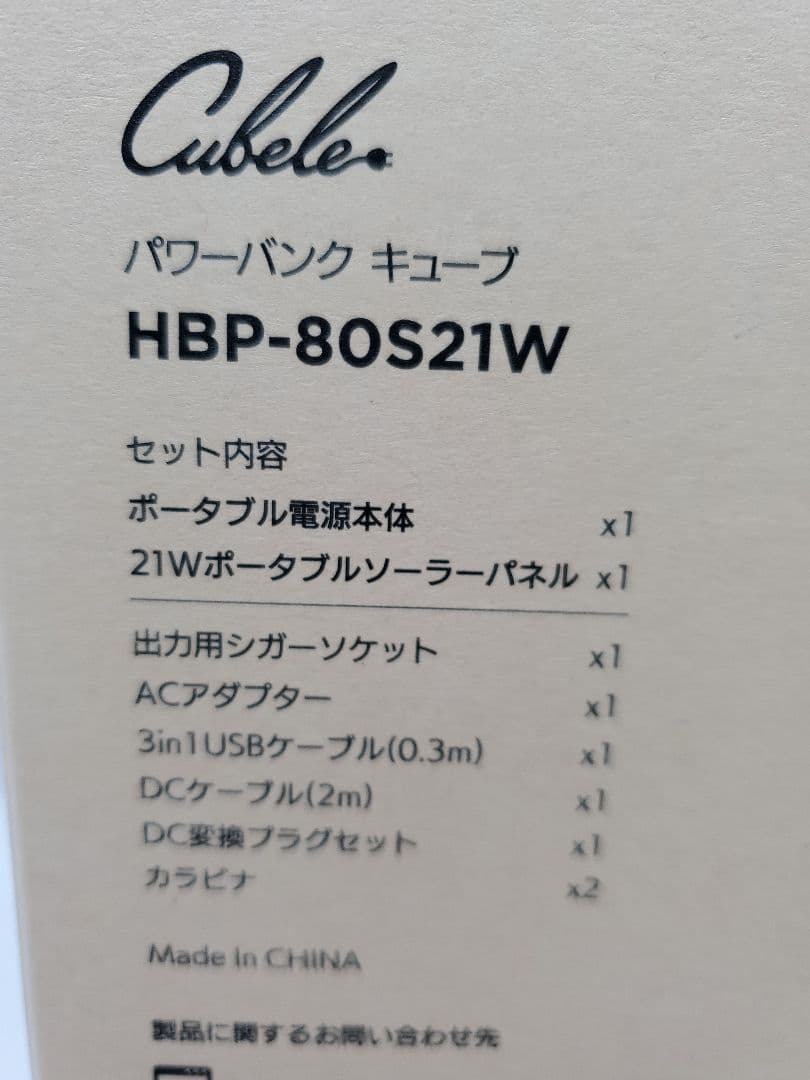 Cubele
パワーバンク キューブ
HBP-80S21W
セット内容
ポータブル電源本体 x1
21Wポータブルソーラーパネル x1
出力用シガーソケット x1
ACアダプター x1
3in1USBケーブル(0.3m) x1
DCケーブル(2m) x1
DC変換プラグセット x1
カラビナ x2
Made In CHINA
製品に関するお問い合わせ先